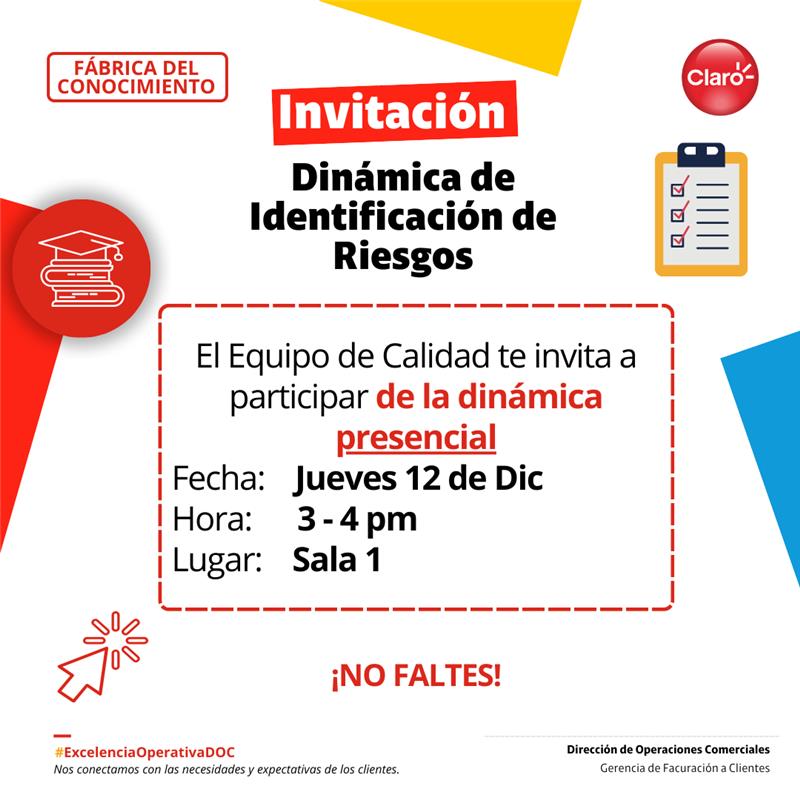 FÁBRICA DEL
CONOCIMIENTO
Claro
Invitación
Dinámica de
Identificación de
Riesgos
El Equipo de Calidad te invita a
participar de la dinámica
presencial
Fecha: Jueves 12 de Dic
Hora: 3 - 4 pm
Lugar: Sala 1
¡NO FALTES!
#ExcelenciaOperativaDOC
Nos conectamos con las necesidades y expectativas de los clientes.
Dirección de Operaciones Comerciales
Gerencia de Facuración a Clientes